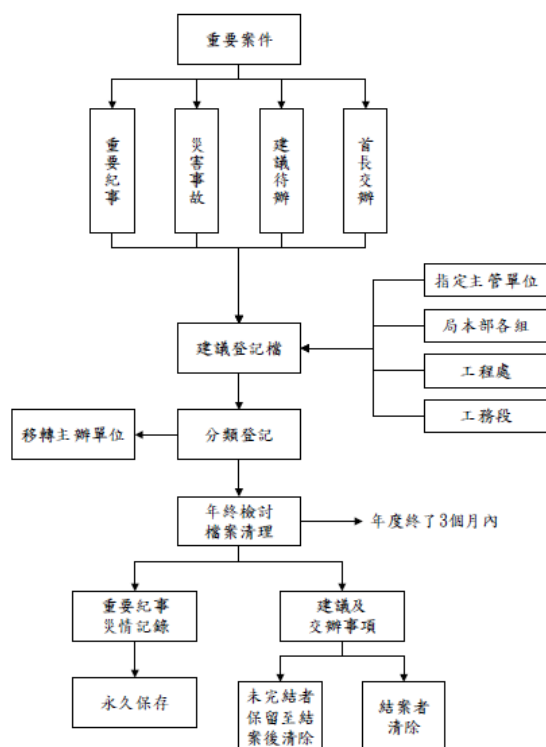 重要案件
重要紀事
災害事故
建議待辦
首長交辦
指定主管單位
建議登記檔
局本部各組
工程處
工務段
移轉主辦單位
分類登記
年終檢討
檔案清理
年度終了3個月內
重要紀事
災情記錄
建議及
交辦事項
永久保存
未完結者
保留至結
案後清除
結案者
清除